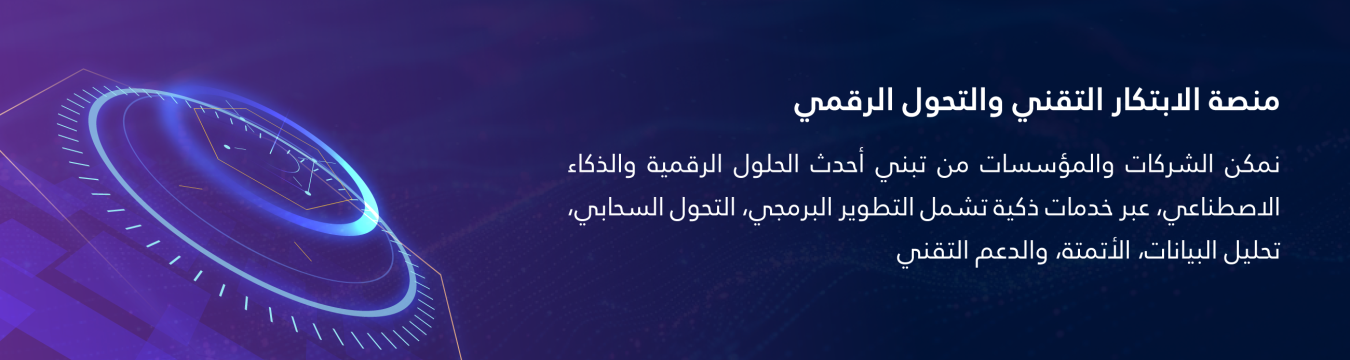 منصة الابتكار التقني والتحول الرقمي
نمكن الشركات والمؤسسات من تبني أحدث الحلول الرقمية والذكاء
الاصطناعي، عبر خدمات ذكية تشمل التطوير البرمجي، التحول السحابي،
تحليل البيانات، الأتمتة، والدعم التقني